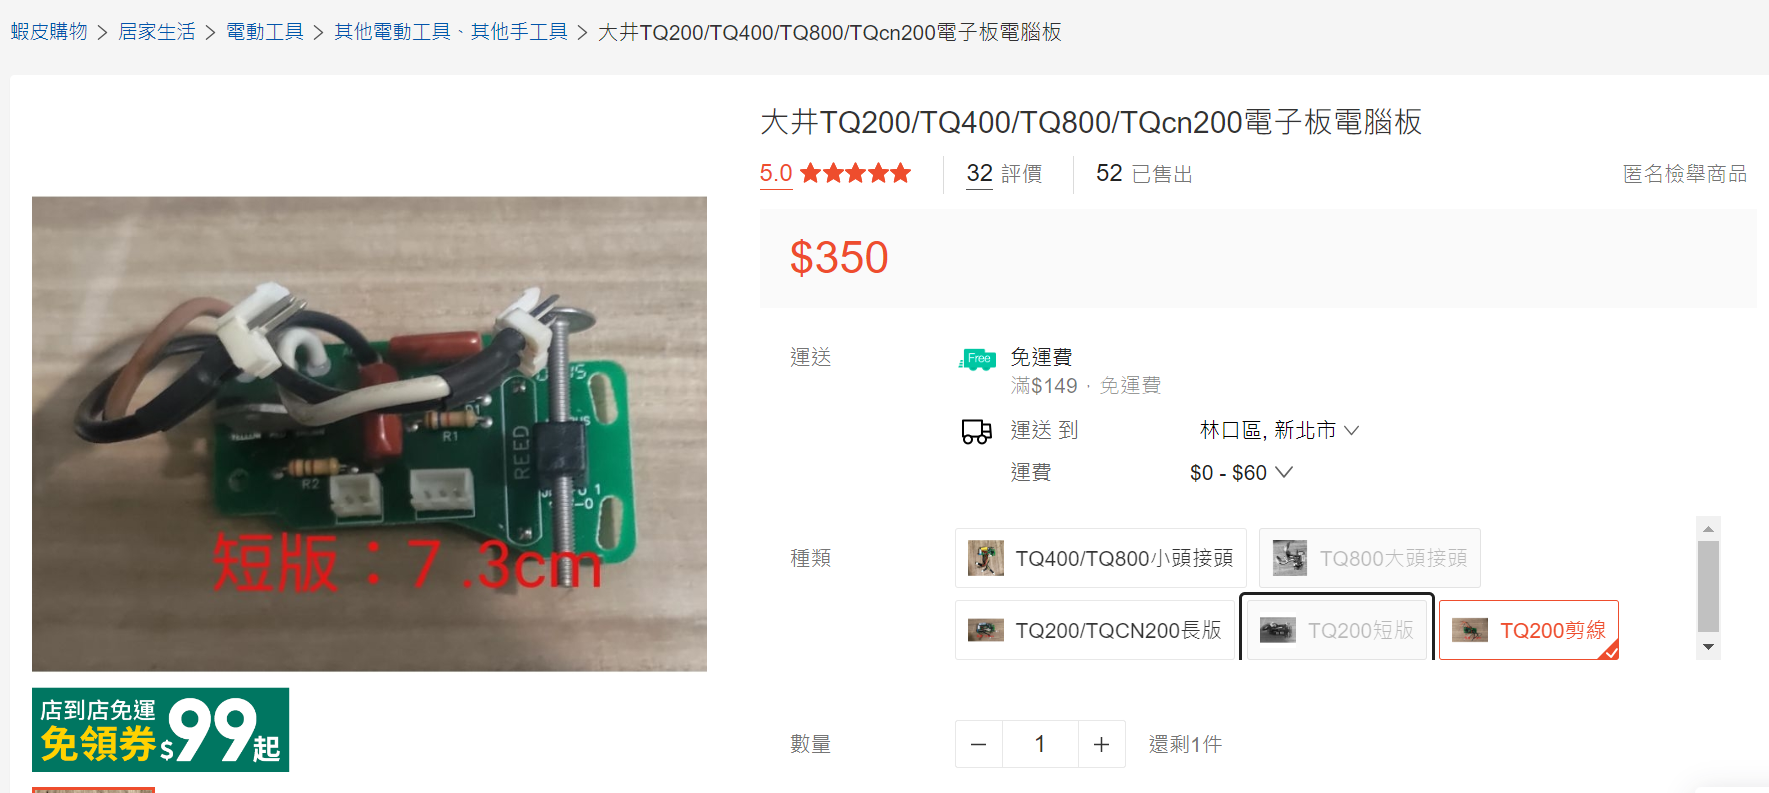 蝦皮購物 > 居家生活 > 電動工具 > 其他電動工具、其他手工具 > 大井TQ200/TQ400/TQ800/TQcn200電子板電腦板
大井TQ200/TQ400/TQ800/TQcn200電子板電腦板
5.0 32 評價 52 已售出 匿名檢舉商品
$350
運送 Free 免運費
滿$149 · 免運費
運送 到 林口區, 新北市
運費 $0 - $60
種類 TQ400/TQ800小頭接頭 TQ800大頭接頭
TQ200/TQCN200長版 TQ200短版 TQ200剪線
數量 1 還剩1件
R1
REED
R2
短版：7.3cm
店到店免運
免領券$99起